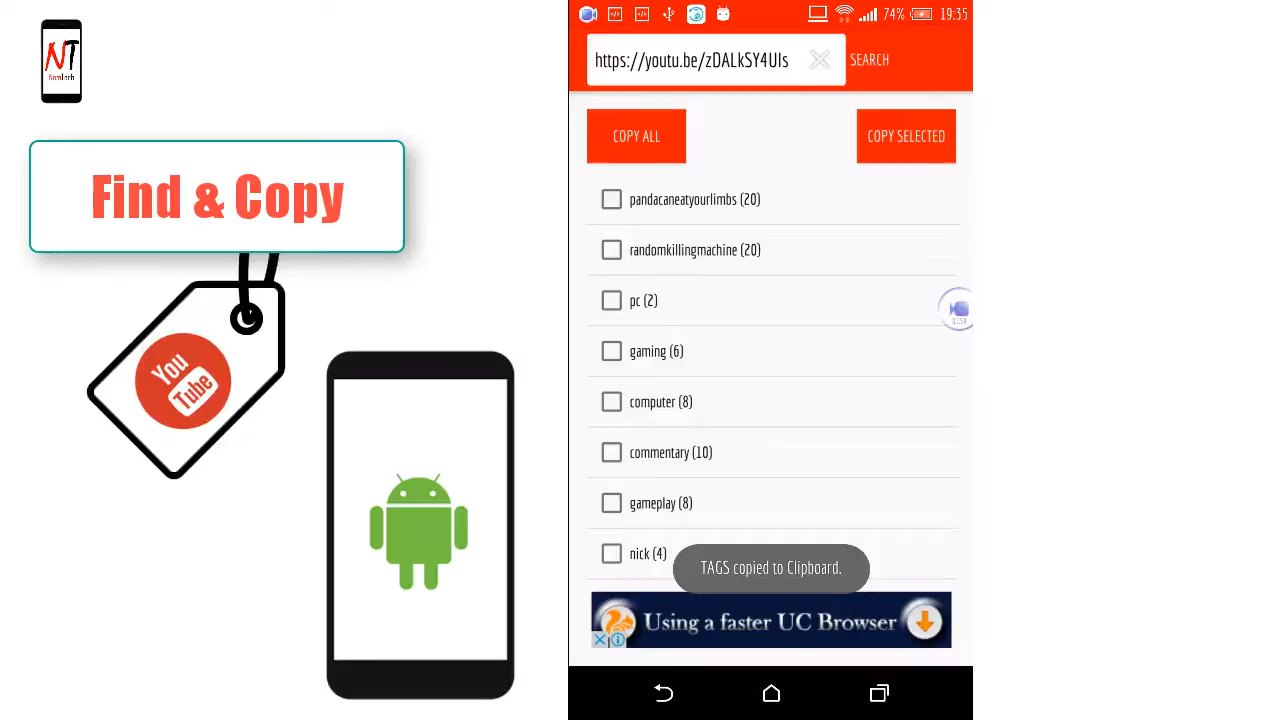 NT
NomTech
Find & Copy
You
Tube
74% 19:35
https://youtu.be/zDALkSY4UIs
SEARCH
COPY ALL
COPY SELECTED
pandacaneatyourlimbs (20)
randomkillingmachine (20)
pc (2)
gaming (6)
computer (8)
commentary (10)
gameplay (8)
nick (4)
TAGS copied to Clipboard.
Using a faster UC Browser